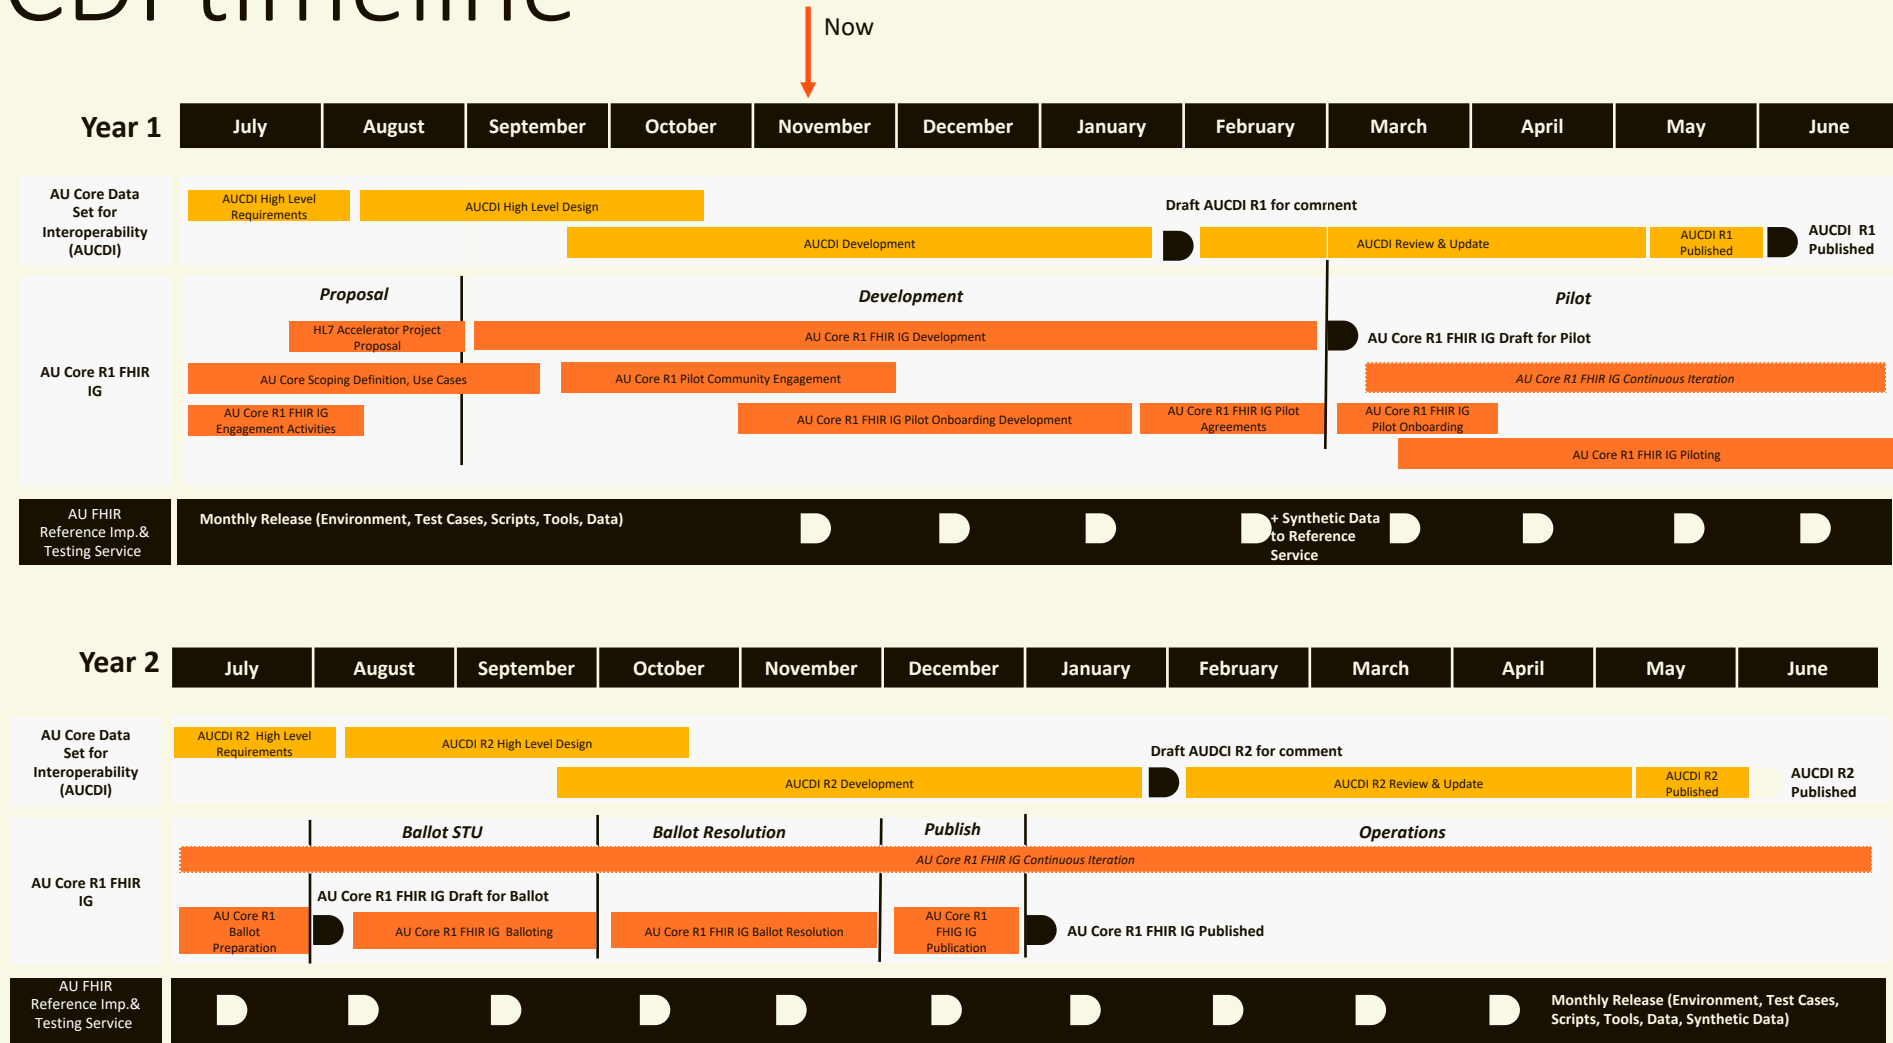 CDI timeline
Now
Year 1
July
August
September
October
November
December
January
February
March
April
May
June
AU Core Data
Set for
Interoperability
(AUCDI)
AUCDI High Level
Requirements
AUCDI High Level Design
AUCDI Development
Draft AUCDI R1 for comment
AUCDI Review & Update
AUCDI R1
Published
AUCDI R1
Published
AU Core R1 FHIR
IG
Proposal
Development
Pilot
HL7 Accelerator Project
Proposal
AU Core R1 FHIR IG Development
AU Core R1 FHIR IG Draft for Pilot
AU Core Scoping Definition, Use Cases
AU Core R1 Pilot Community Engagement
AU Core R1 FHIR IG Continuous Iteration
AU Core R1 FHIR IG
Engagement Activities
AU Core R1 FHIR IG Pilot Onboarding Development
AU Core R1 FHIR IG Pilot
Agreements
AU Core R1 FHIR IG
Pilot Onboarding
AU Core R1 FHIR IG Piloting
AU FHIR
Reference Imp.&
Testing Service
Monthly Release (Environment, Test Cases, Scripts, Tools, Data)
+ Synthetic Data
to Reference
Service
Year 2
July
August
September
October
November
December
January
February
March
April
May
June
AU Core Data
Set for
Interoperability
(AUCDI)
AUCDI R2 High Level
Requirements
AUCDI R2 High Level Design
AUCDI R2 Development
Draft AUDCI R2 for comment
AUCDI R2 Review & Update
AUCDI R2
Published
AUCDI R2
Published
AU Core R1 FHIR
IG
Ballot STU
Ballot Resolution
Publish
Operations
AU Core R1 FHIR IG Continuous Iteration
AU Core R1 FHIR IG Draft for Ballot
AU Core R1
Ballot
Preparation
AU Core R1 FHIR IG Balloting
AU Core R1 FHIR IG Ballot Resolution
AU Core R1
FHIG IG
Publication
AU Core R1 FHIR IG Published
AU FHIR
Reference Imp.&
Testing Service
Monthly Release (Environment, Test Cases,
Scripts, Tools, Data, Synthetic Data)